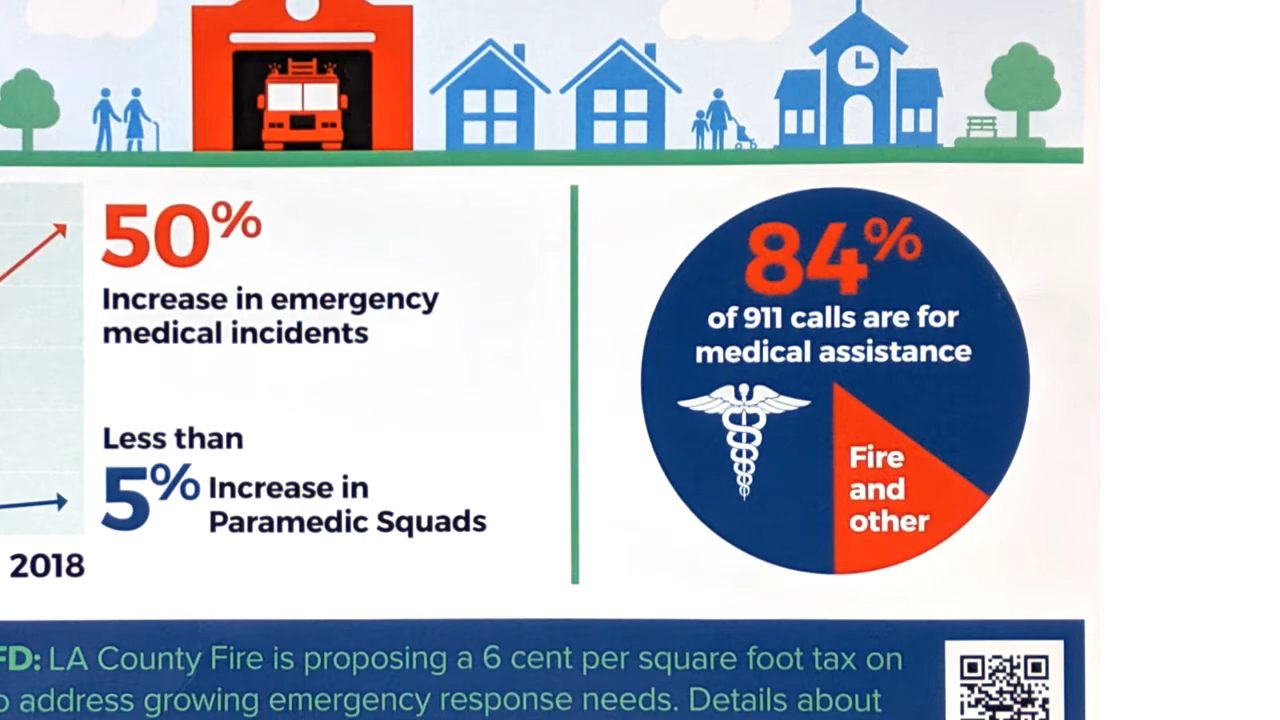 50%
Increase in emergency
medical incidents
Less than
5% Increase in
Paramedic Squads
2018
84%
of 911 calls are for
medical assistance
Fire
and
other
FD: LA County Fire is proposing a 6 cent per square foot tax on
address growing emergency response needs. Details about